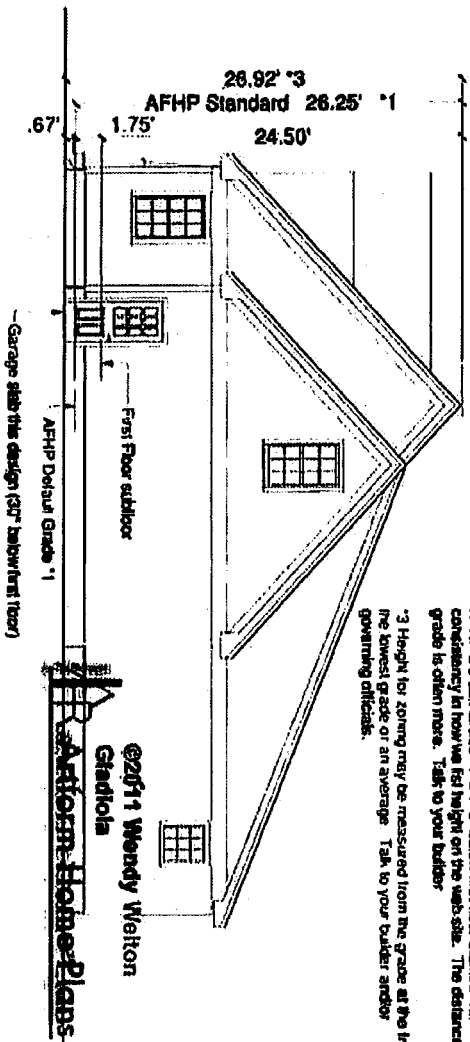 26.92' *3
AFHP Standard 26.25' *1
24.50'
.67'
1.75'
First Floor subfloor
AFHP Default Grade *1
Garage slab this design (30" below first floor)
consistency in how we list height on the web-site. The distance
grade is often more. Talk to your builder
*3 Height for zoning may be measured from the grade at the
the lowest grade or an average. Talk to your builder and/or
governing officials.
©2011 Wendy Welton
Gladiola
Artform Home Plans